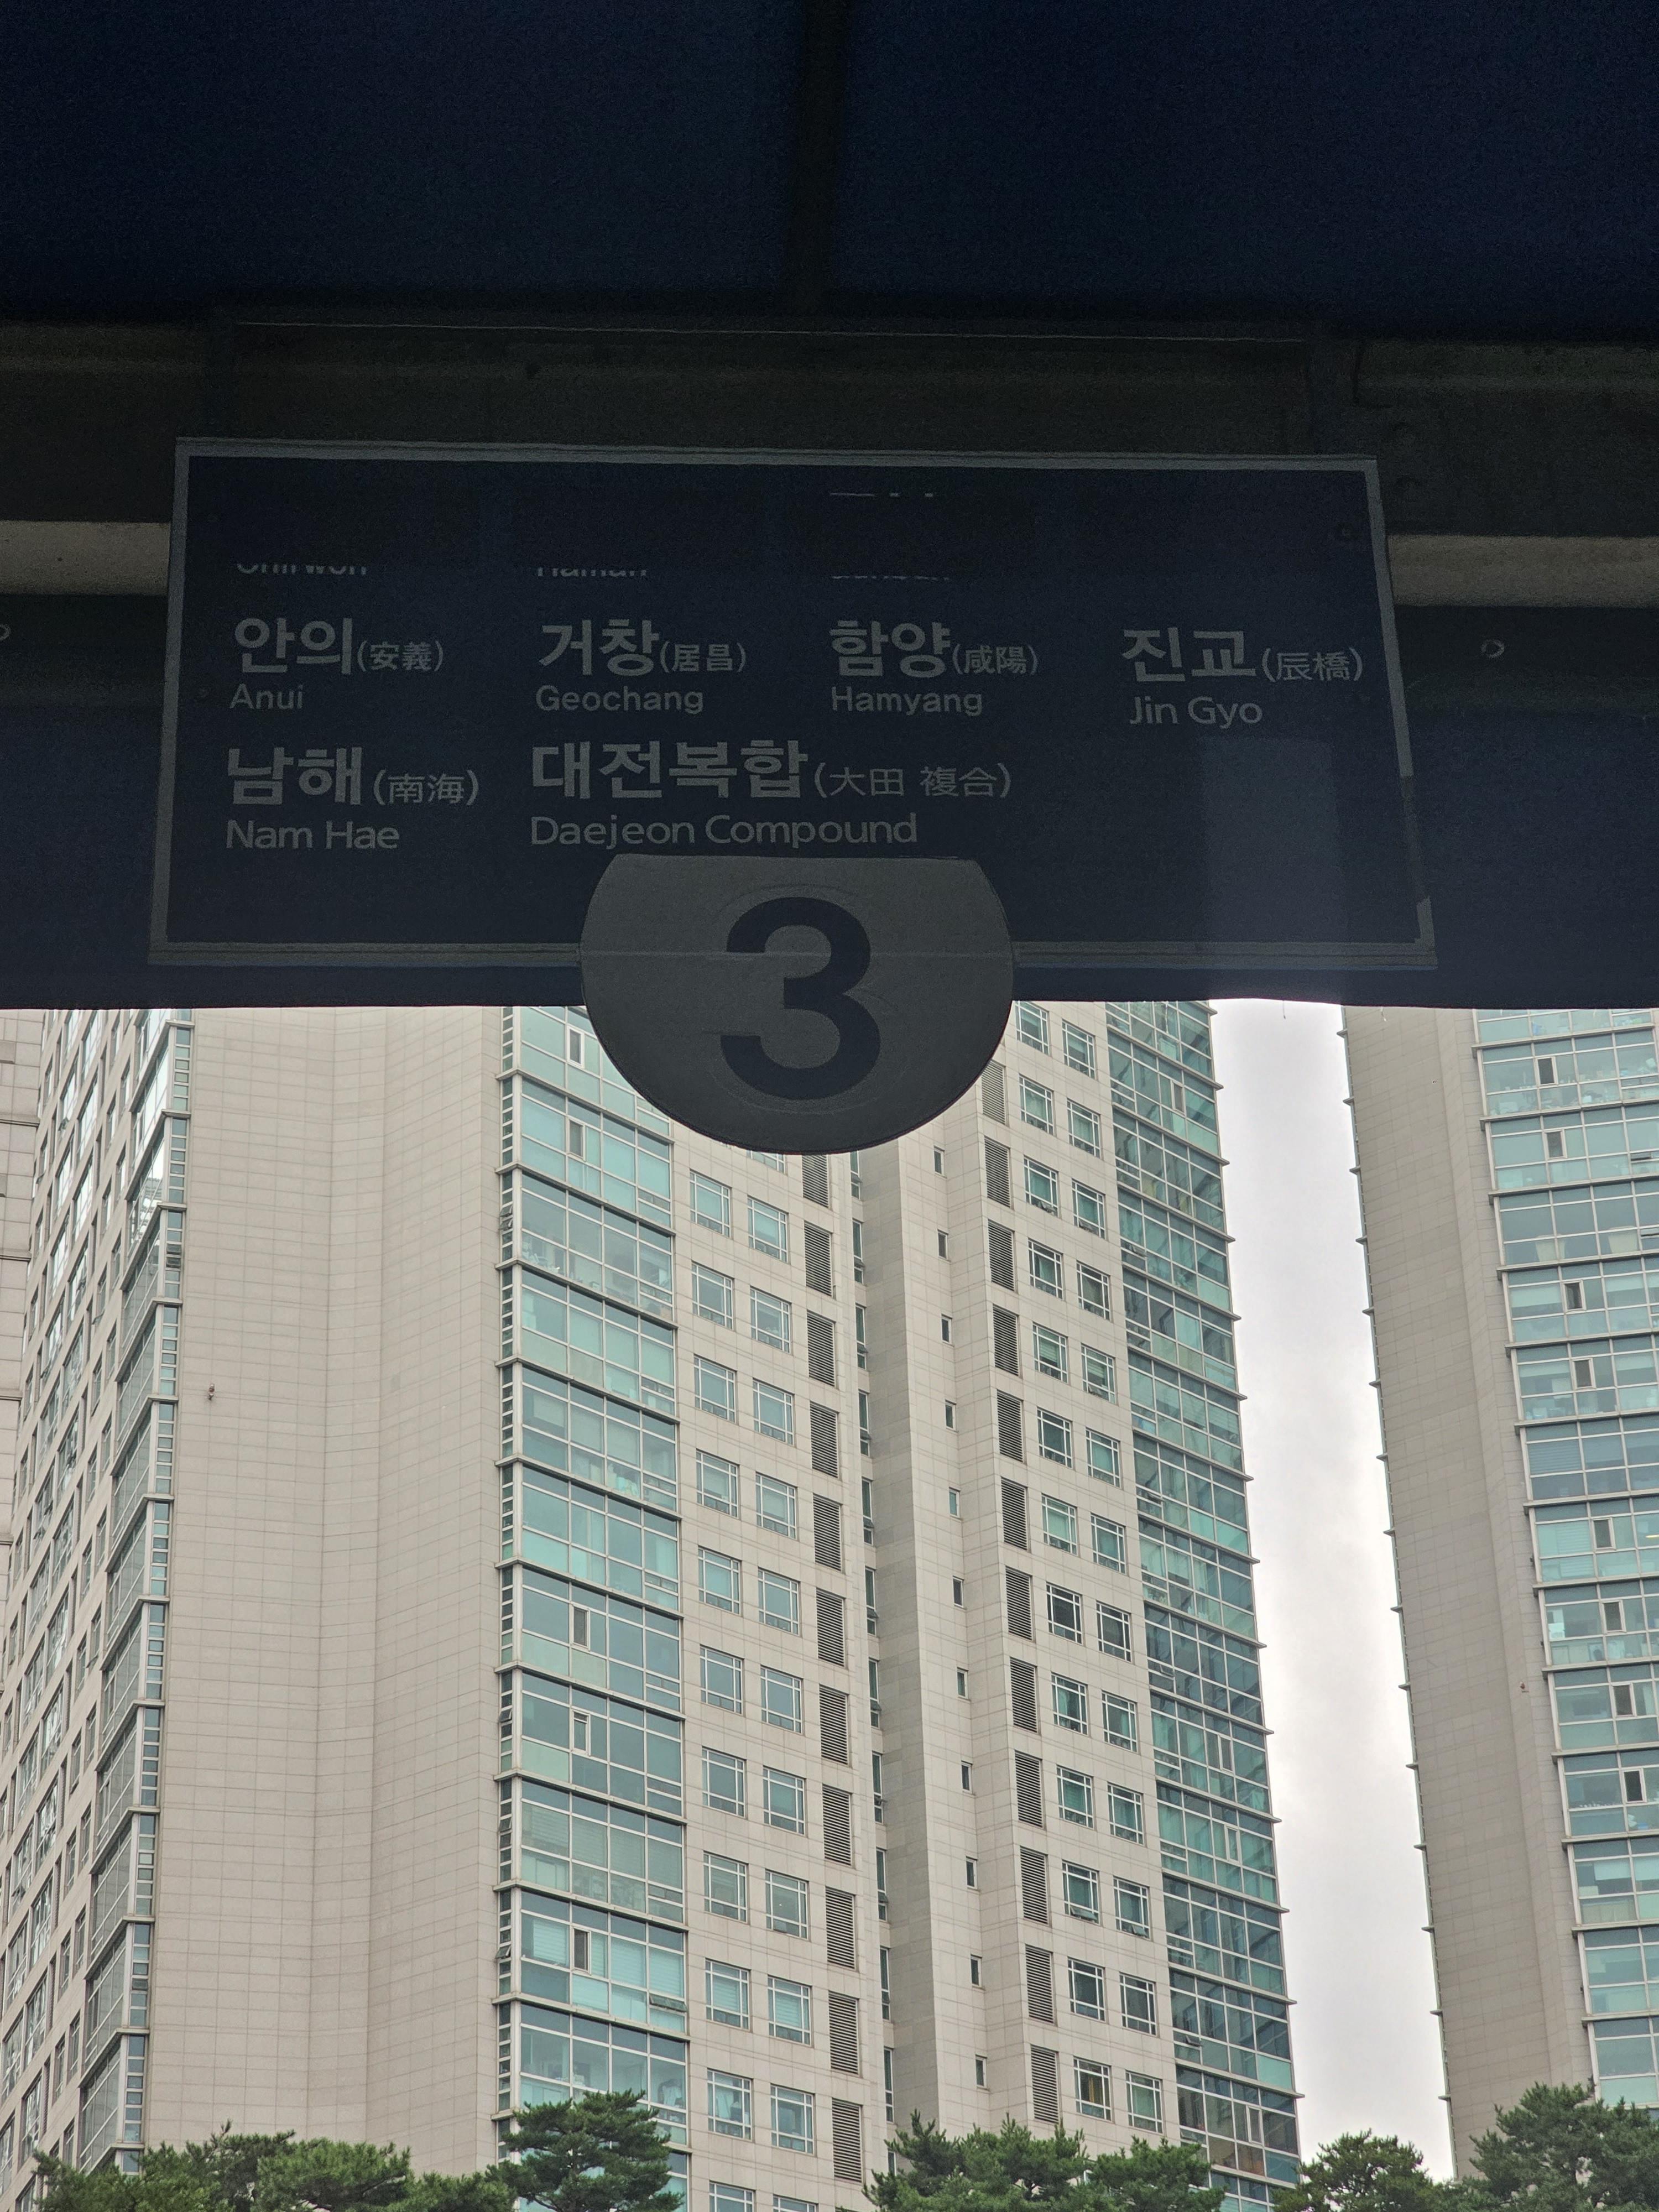 안의(安義) 거창(居昌) 함양(咸陽) 진교(辰橋)
Anui Geochang Hamyang Jin Gyo
남해(南海) 대전복합(大田 複合)
Nam Hae Daejeon Compound
3